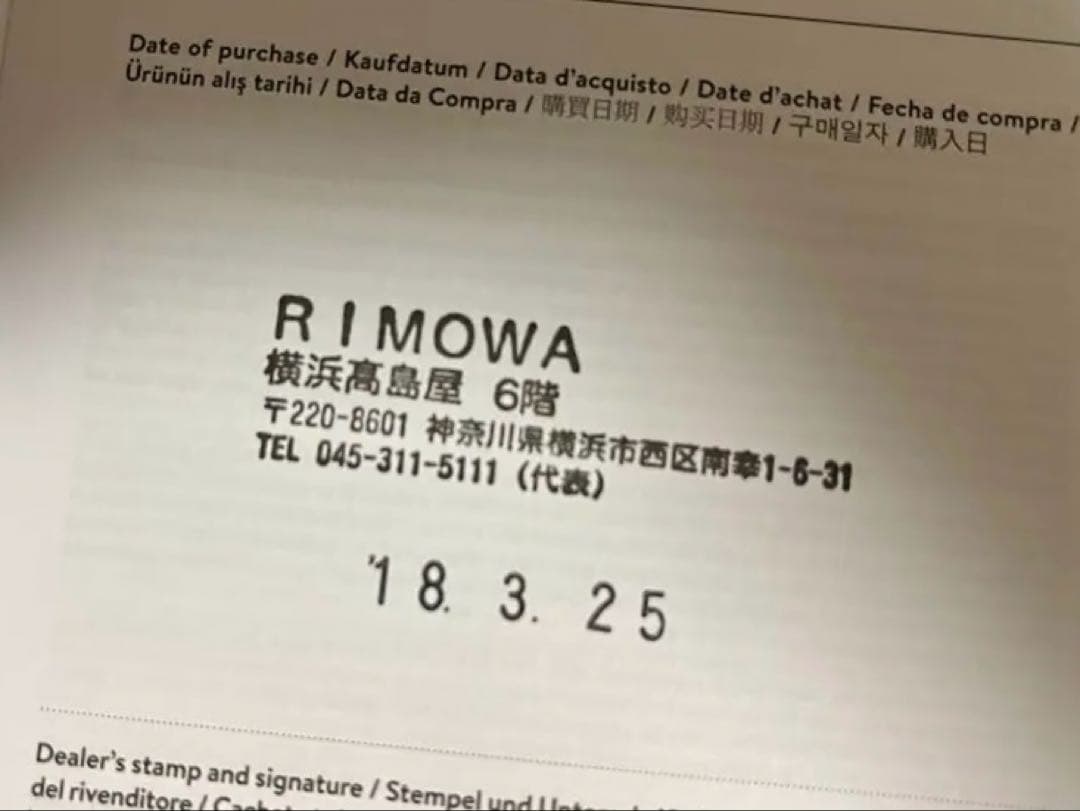 Date of purchase / Kaufdatum / Data d'acquisto / Date d'achat / Fecha de compra /
Ürünün alış tarihi / Data da Compra / 購買日期 / 购买日期 / 구매일자 / 購入日
RIMOWA
横浜髙島屋 6階
〒220-8601 神奈川県横浜市西区南幸1-6-31
TEL 045-311-5111 (代表)
'18. 3. 25
Dealer's stamp and signature / Stempel und
del rivenditore /